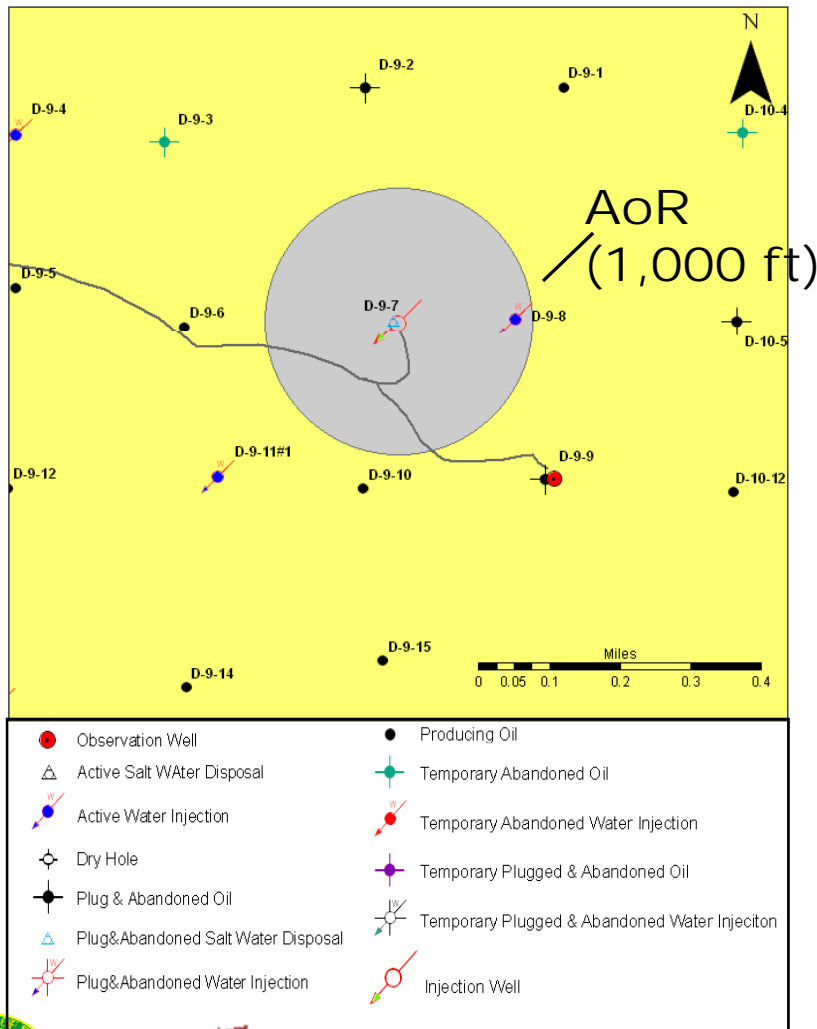 N
D-9-2
D-9-1
D-9-4
D-9-3
D-10-4
W
AoR
(1,000 ft)
D-9-5
D-9-6
D-9-7
W
D-9-8
D-10-5
D-9-12
W
D-9-11#1
D-9-10
D-9-9
D-10-12
D-9-15
D-9-14
Miles
0 0.05 0.1 0.2 0.3 0.4
Observation Well
Active Salt WAter Disposal
W
Active Water Injection
Dry Hole
Plug & Abandoned Oil
Plug&Abandoned Salt Water Disposal
W
Plug&Abandoned Water Injection
Producing Oil
Temporary Abandoned Oil
W
Temporary Abandoned Water Injection
Temporary Plugged & Abandoned Oil
W
Temporary Plugged & Abandoned Water Injeciton
Injection Well